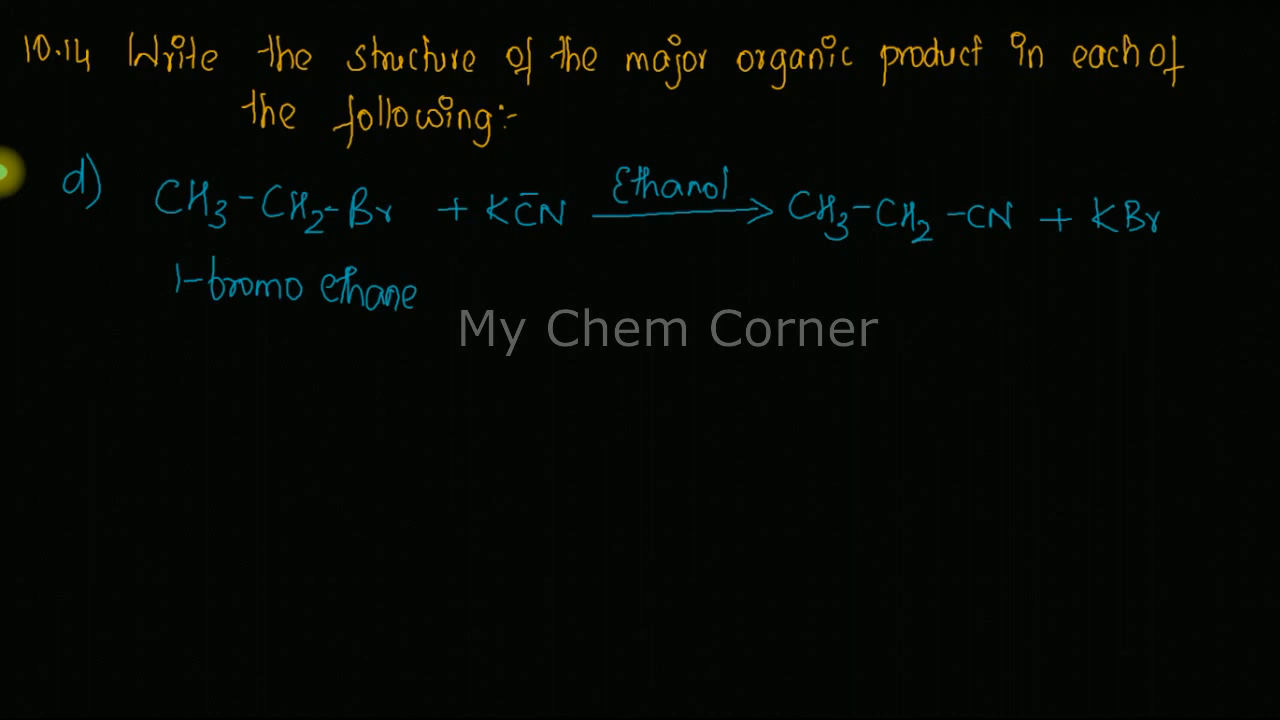 10.14 Write the structure of the major organic product in each of
the following:-
d) CH₃-CH₂-Br + KC̄N Ethanol → CH₃-CH₂-CN + KBr
1-bromo ethane
My Chem Corner